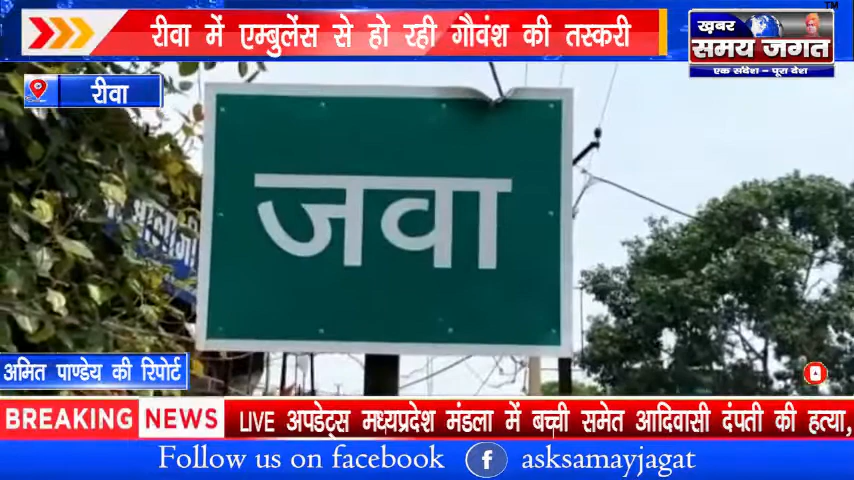 रीवा में एम्बुलेंस से हो रही गौवंश की तस्करी
ख़बर
समय जगत
एक संदेश - पूरा देश
TM
रीवा
जवा
अमित पाण्डेय की रिपोर्ट
BREAKING NEWS
LIVE अपडेट्स मध्यप्रदेश मंडला में बच्ची समेत आदिवासी दंपती की हत्या,
Follow us on facebook f asksamayjagat